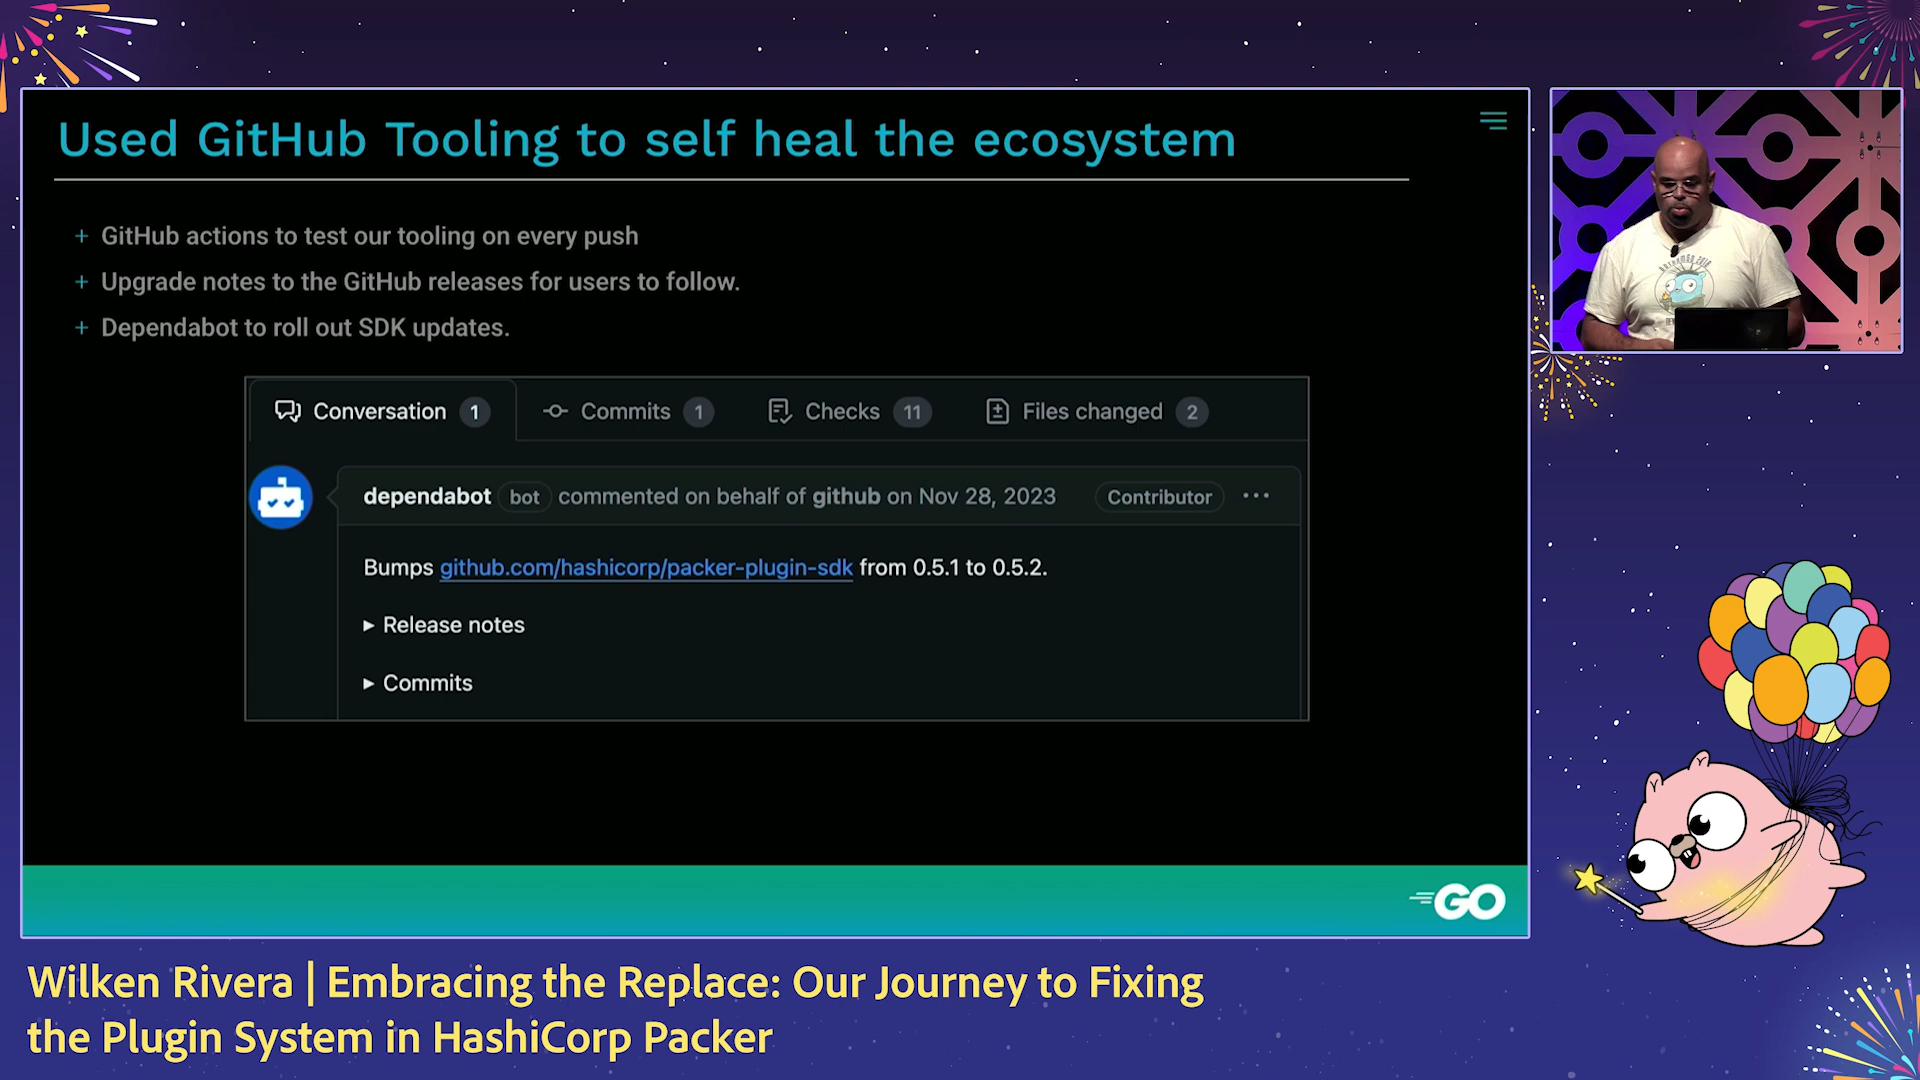 Used GitHub Tooling to self heal the ecosystem
+ GitHub actions to test our tooling on every push
+ Upgrade notes to the GitHub releases for users to follow.
+ Dependabot to roll out SDK updates.
Conversation 1 Commits 1 Checks 11 Files changed 2
dependabot bot commented on behalf of github on Nov 28, 2023 Contributor ...
Bumps github.com/hashicorp/packer-plugin-sdk from 0.5.1 to 0.5.2.
▸ Release notes
▸ Commits
GO
Wilken Rivera | Embracing the Replace: Our Journey to Fixing
the Plugin System in HashiCorp Packer